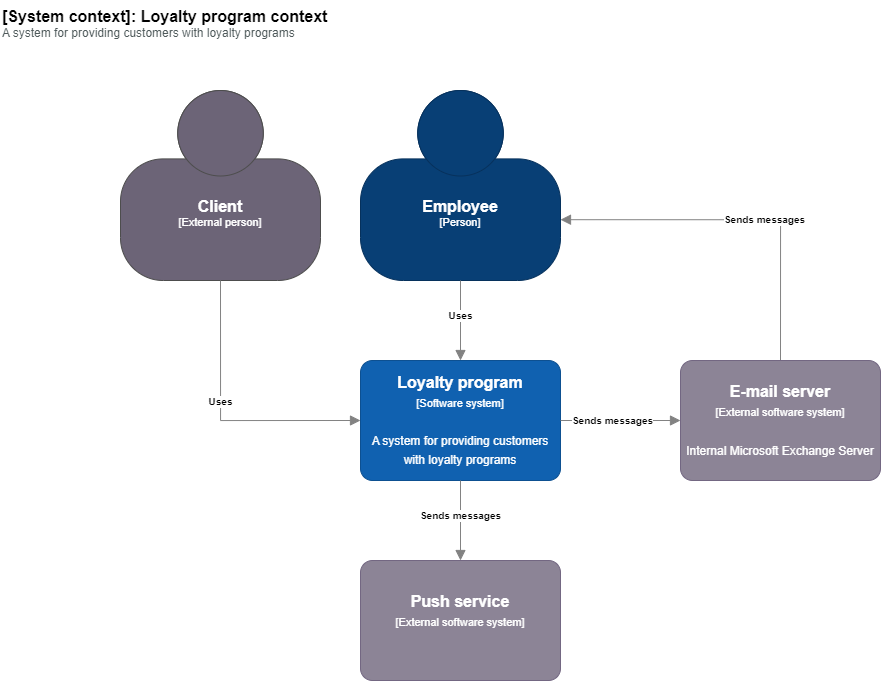 [System context]: Loyalty program context
A system for providing customers with loyalty programs
Client
[External person]
Employee
[Person]
Sends messages
Uses
Uses
Loyalty program
[Software system]
A system for providing customers
with loyalty programs
Sends messages
E-mail server
[External software system]
Internal Microsoft Exchange Server
Sends messages
Push service
[External software system]